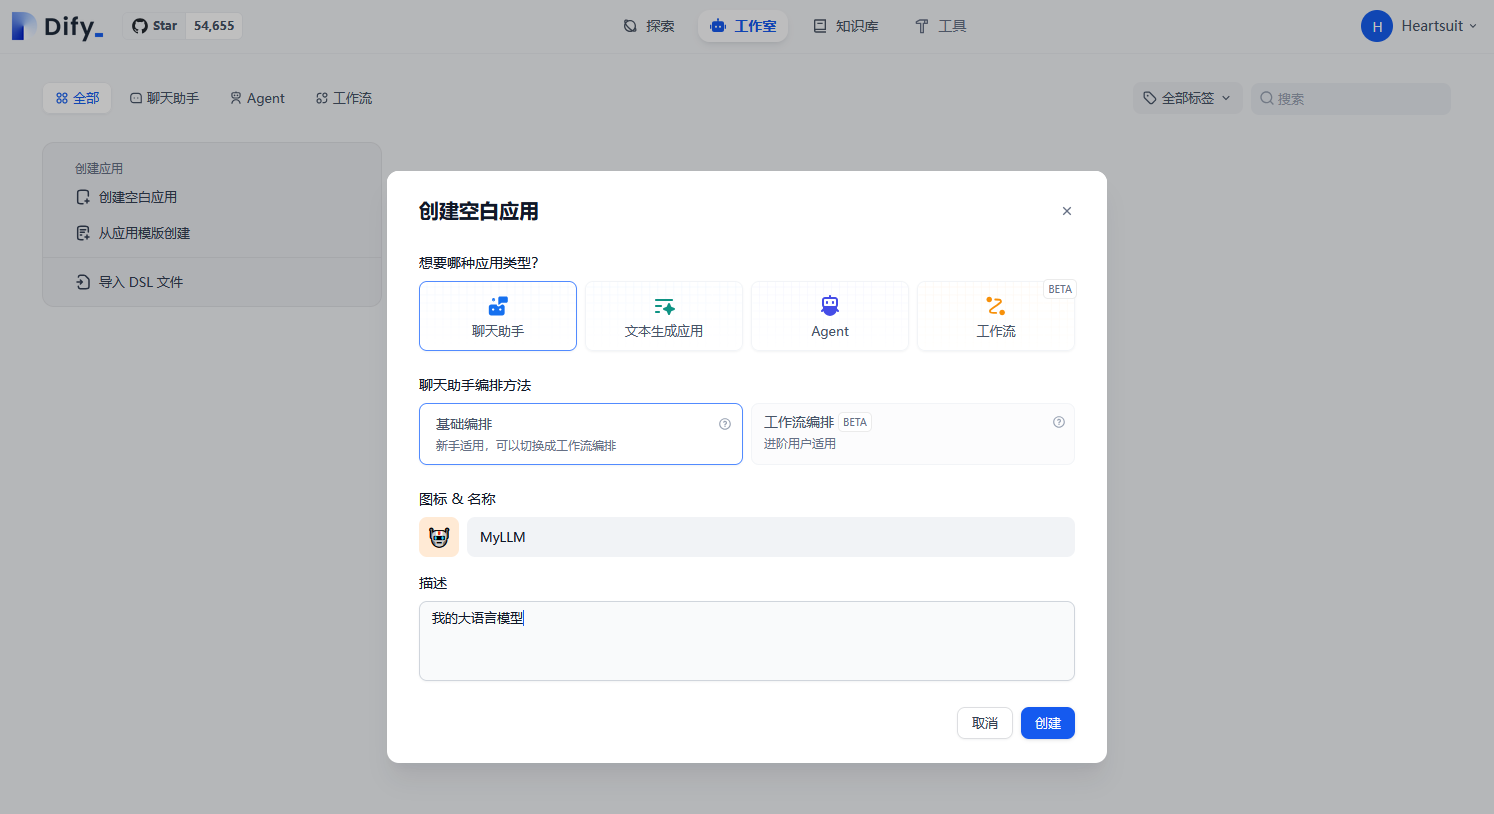 Dify_
Star 54,655
探索
工作室
知识库
工具
H
Heartsuit
全部
聊天助手
Agent
工作流
全部标签
搜索
创建应用
创建空白应用
从应用模版创建
导入 DSL 文件
创建空白应用
想要哪种应用类型?
聊天助手
文本生成应用
Agent
BETA
工作流
聊天助手编排方法
基础编排
新手适用，可以切换成工作流编排
工作流编排 BETA
进阶用户适用
图标 & 名称
MyLLM
描述
我的大语言模型
取消
创建